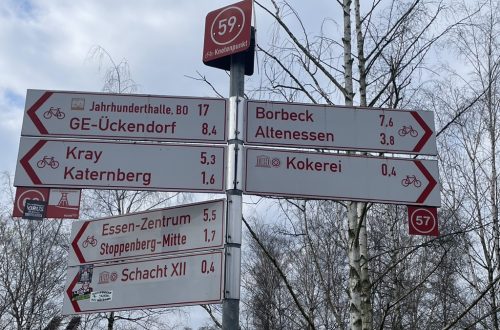 59
Knotenpunkt
Jahrhunderthalle, BO 17
GE-Ückendorf 8,4
Borbeck 7,6
Altenessen 3,8
Kray 5,3
Katernberg 1,6
Kokerei 0,4
57
Essen-Zentrum 5,5
Stoppenberg-Mitte 1,7
Schacht XII 0,4